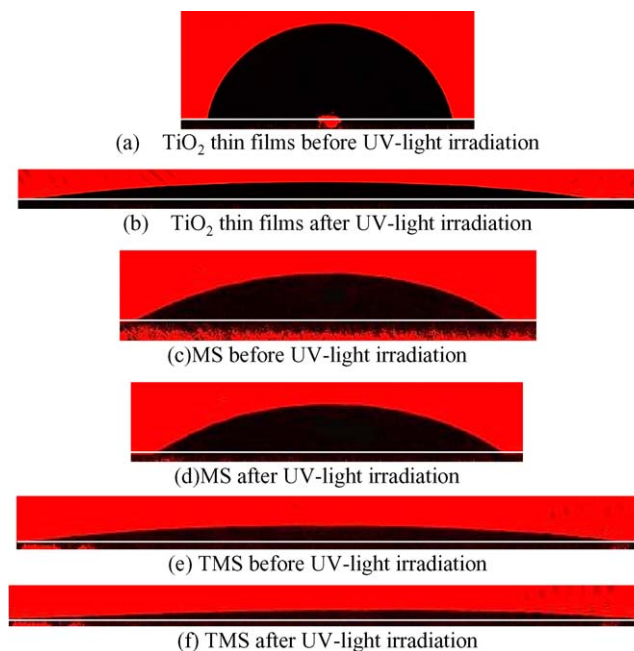 (a) TiO₂ thin films before UV-light irradiation
(b) TiO₂ thin films after UV-light irradiation
(c)MS before UV-light irradiation
(d)MS after UV-light irradiation
(e) TMS before UV-light irradiation
(f) TMS after UV-light irradiation